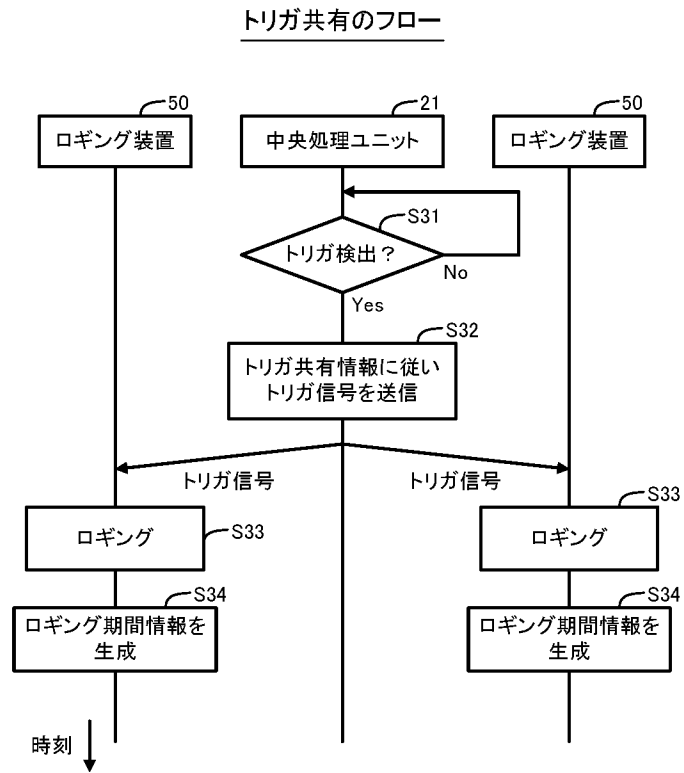 トリガ共有のフロー
50
21
50
ロギング装置
中央処理ユニット
ロギング装置
S31
トリガ検出？
No
Yes
S32
トリガ共有情報に従い
トリガ信号を送信
トリガ信号
トリガ信号
S33
S33
ロギング
ロギング
S34
S34
ロギング期間情報を
生成
ロギング期間情報を
生成
時刻